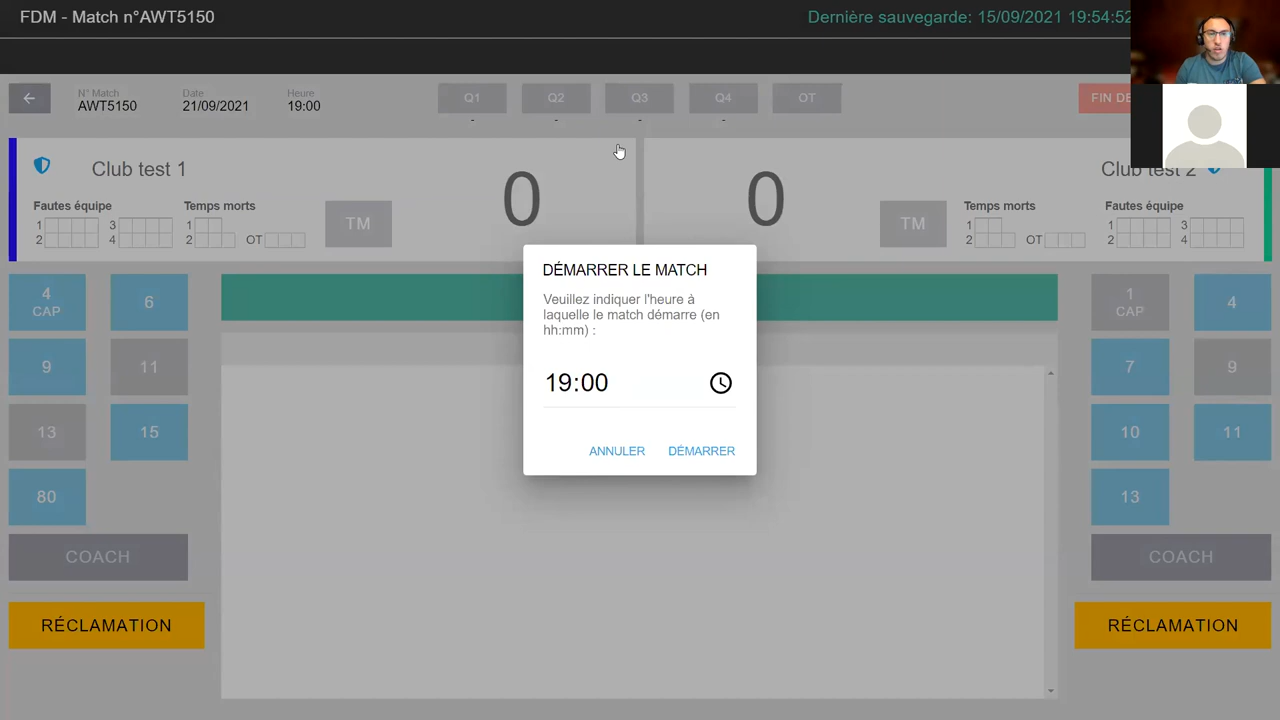 FDM - Match n°AWT5150
Dernière sauvegarde: 15/09/2021 19:54:52
N° Match
AWT5150
Date
21/09/2021
Heure
19:00
Q1
Q2
Q3
Q4
OT
FIN DE
-
-
-
-
Club test 1
0
0
Club test 2
Fautes équipe
1
2
3
4
Temps morts
1
2
OT
TM
TM
Temps morts
1
2
OT
Fautes équipe
1
2
3
4
DÉMARRER LE MATCH
Veuillez indiquer l'heure à
laquelle le match démarre (en
hh:mm) :
19:00
ANNULER
DÉMARRER
4
CAP
6
9
11
13
15
80
COACH
RÉCLAMATION
1
CAP
4
7
9
10
11
13
COACH
RÉCLAMATION